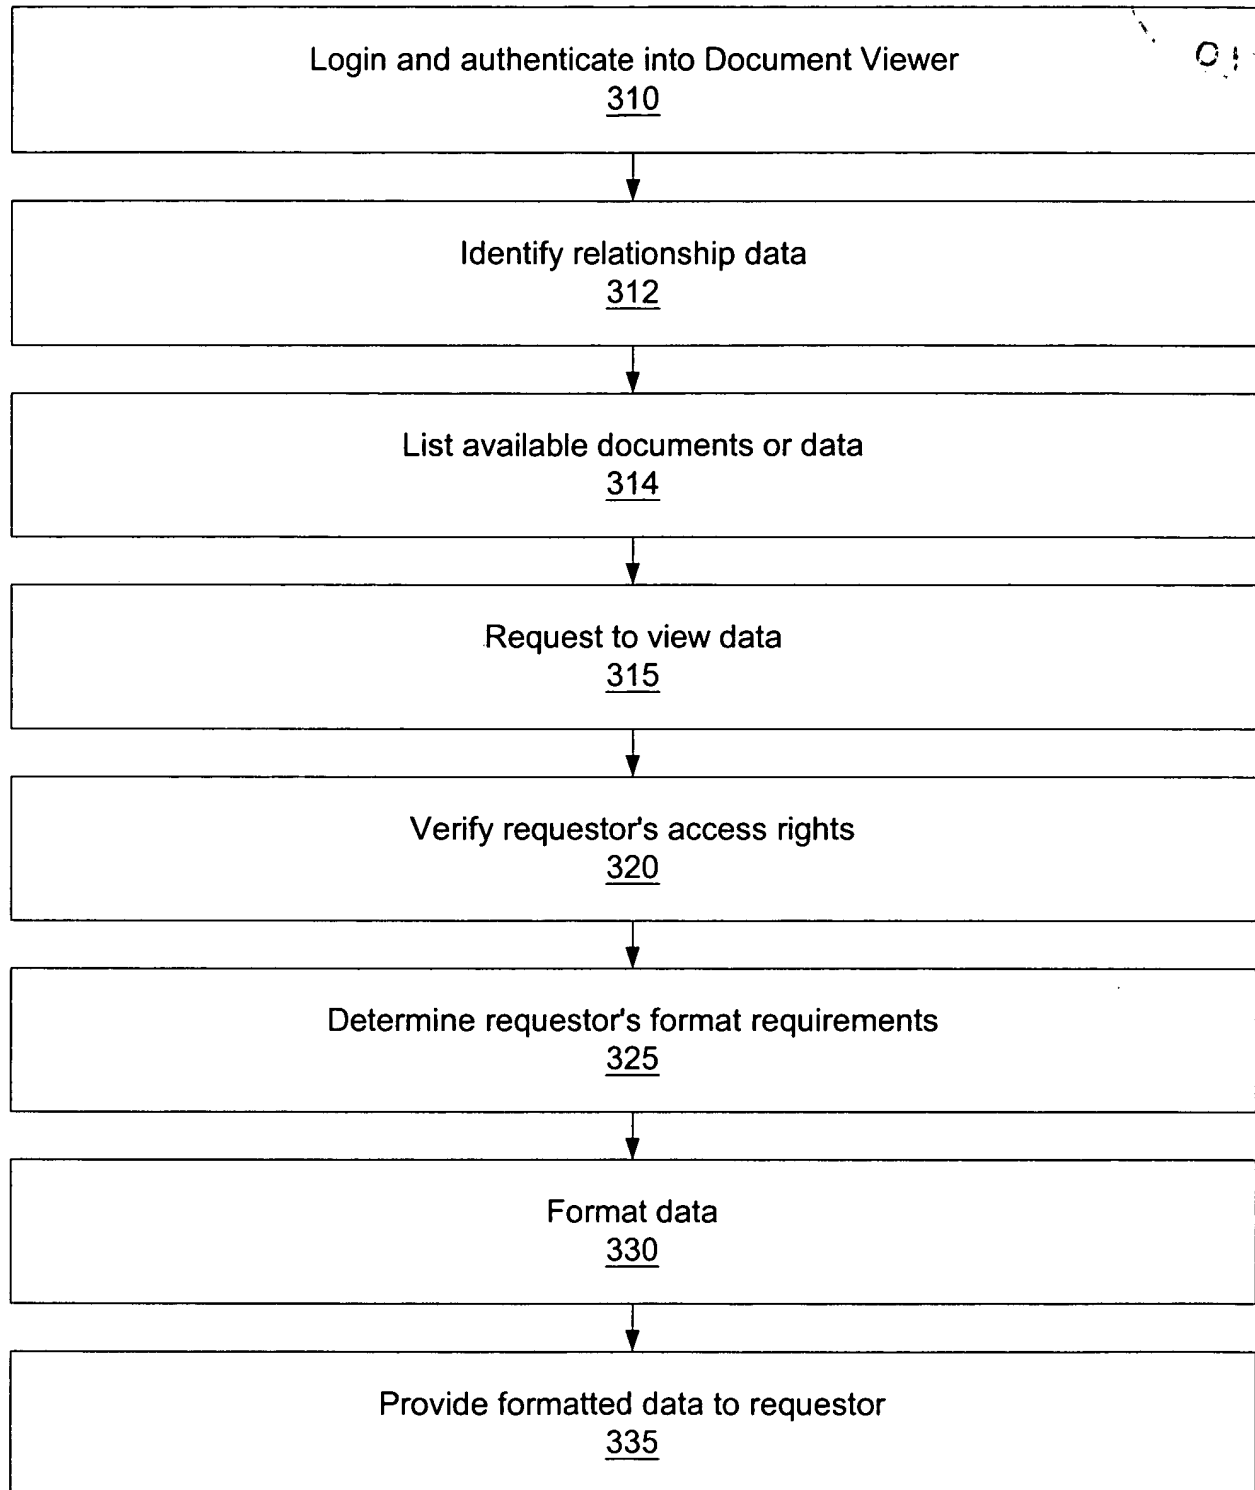 Login and authenticate into Document Viewer
310
Identify relationship data
312
List available documents or data
314
Request to view data
315
Verify requestor's access rights
320
Determine requestor's format requirements
325
Format data
330
Provide formatted data to requestor
335